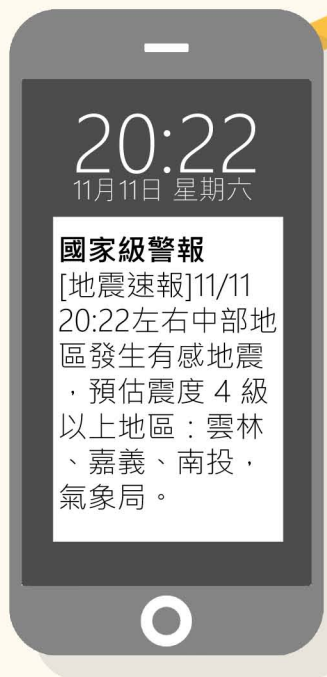 20:22
11月11日 星期六
國家級警報
[地震速報]11/11
20:22左右中部地
區發生有感地震
，預估震度 4 級
以上地區：雲林
、嘉義、南投，
氣象局。